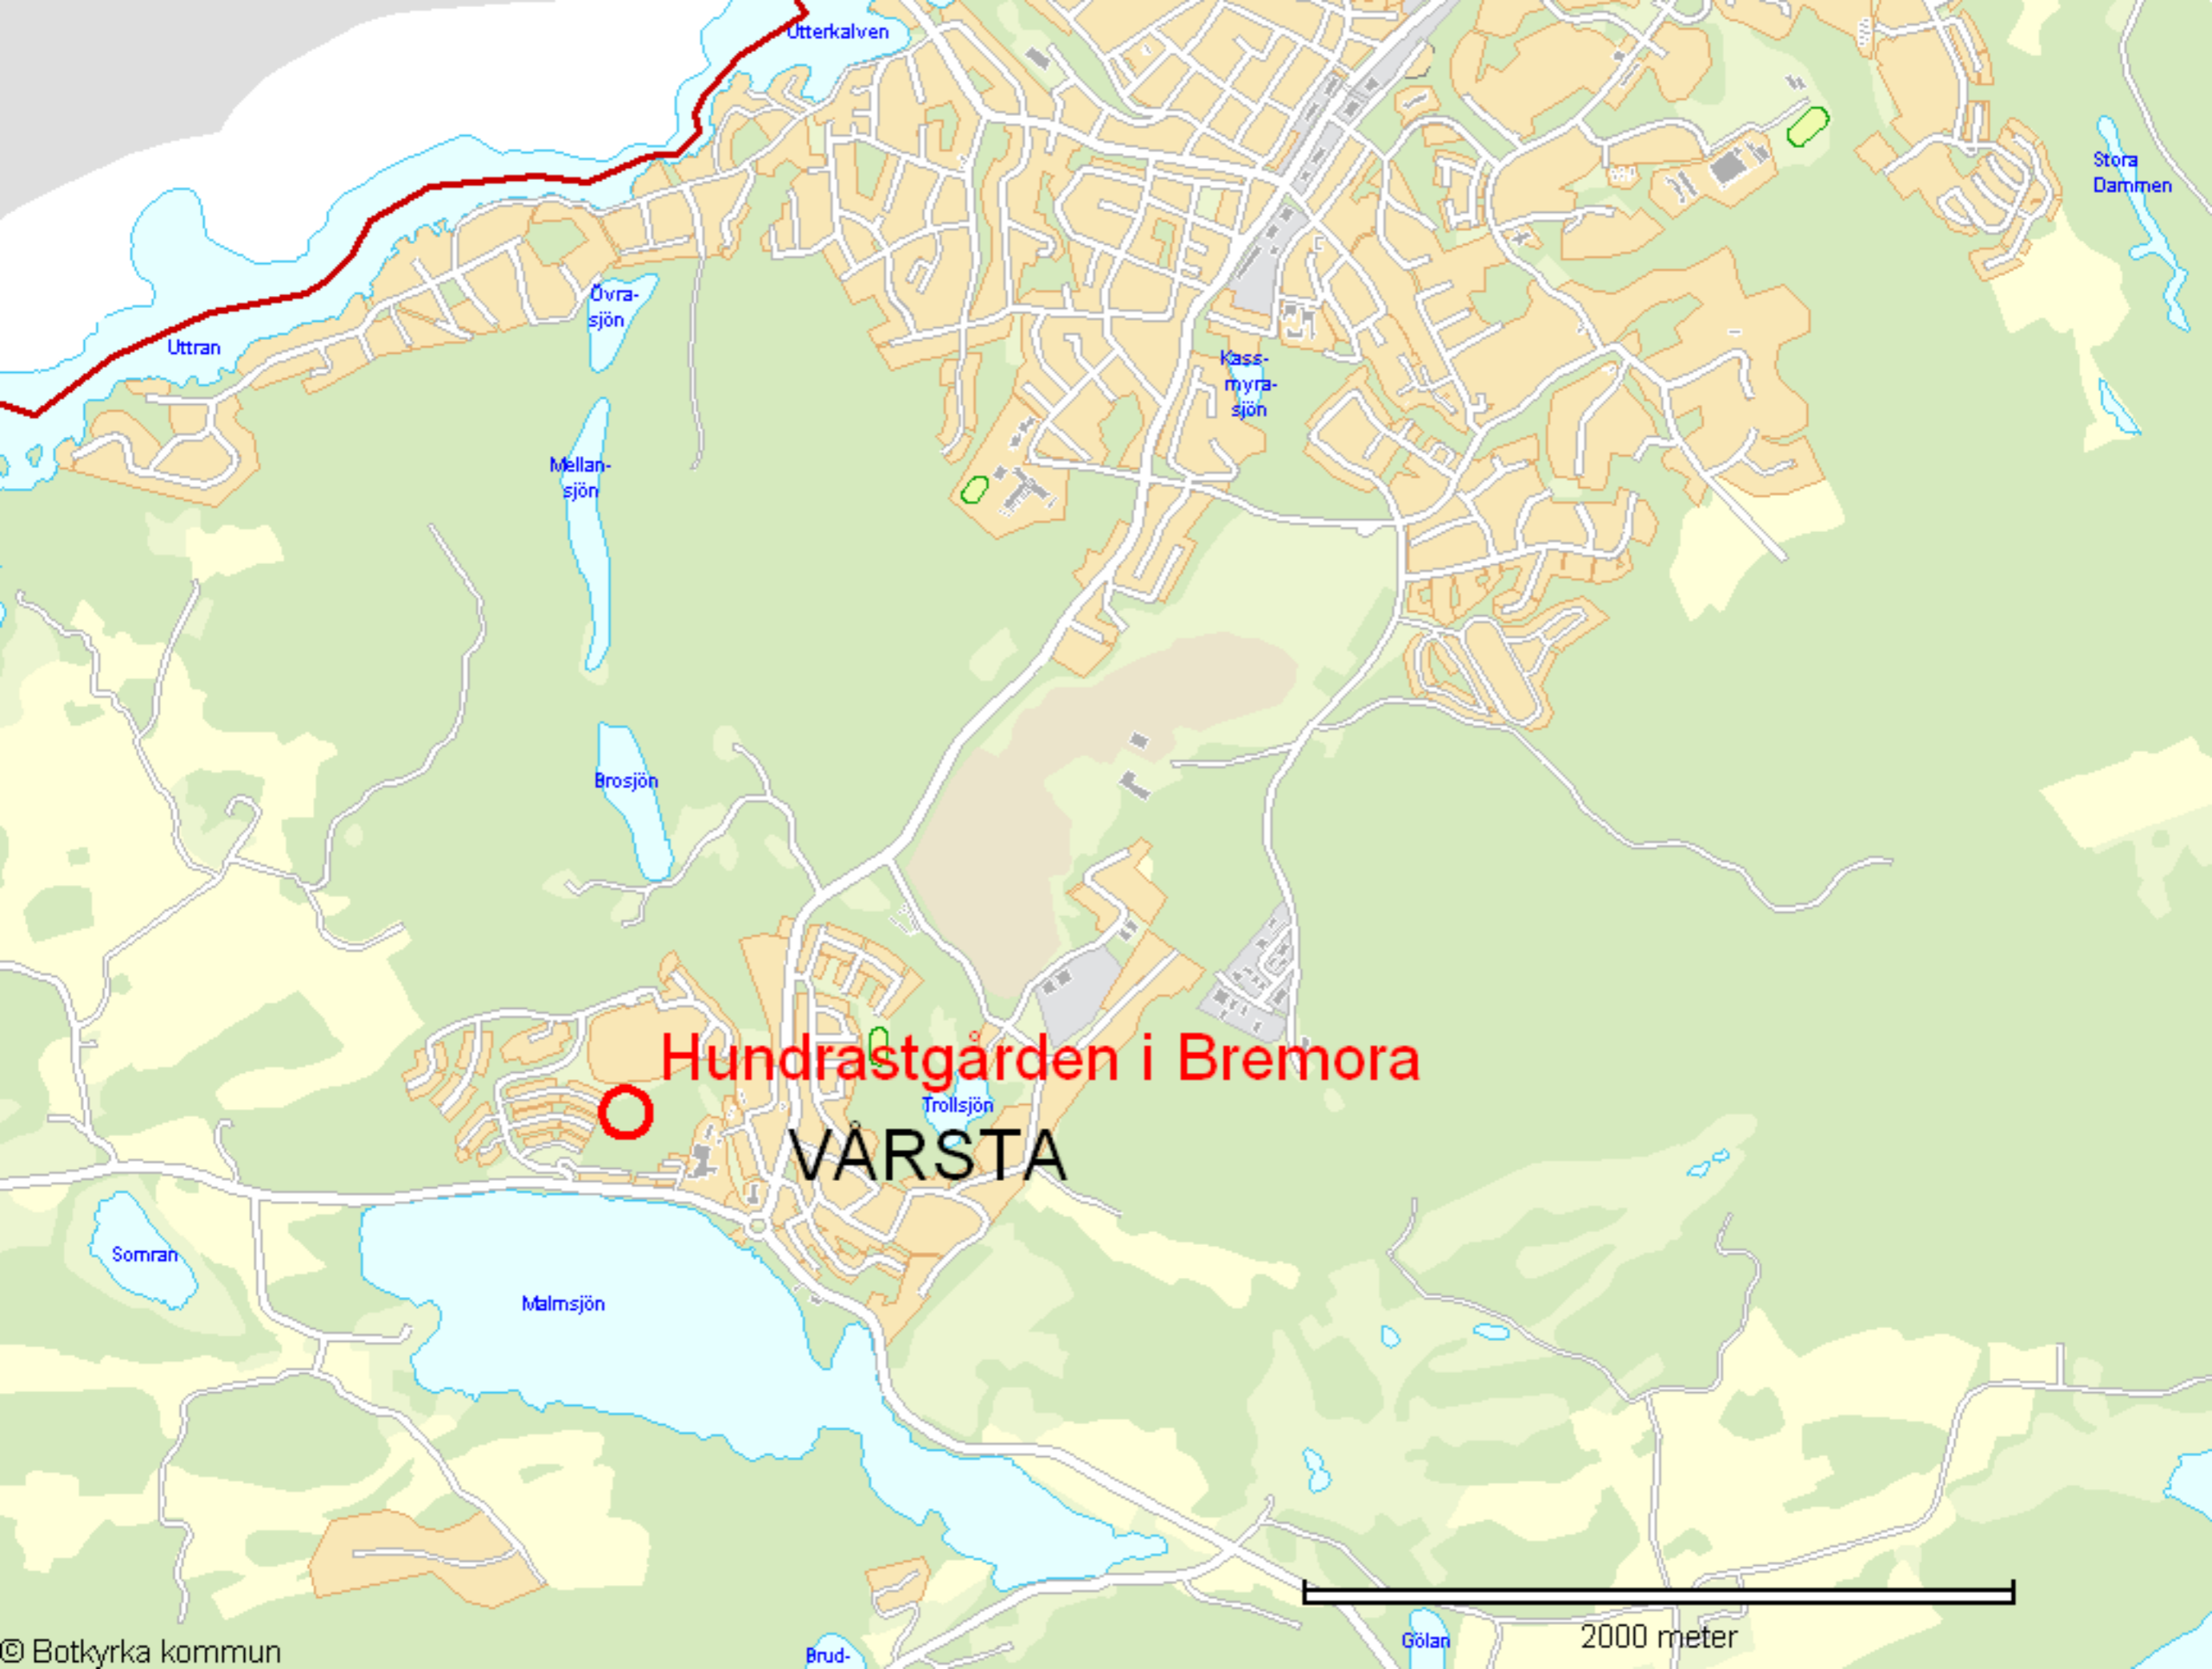 Utterkalven
Stora
Dammen
Övra-
sjön
Uttran
Kass-
myra-
sjön
Mellan-
sjön
Brosjön
Hundrastgården i Bremora
Trollsjön
VÅRSTA
Somran
Malmsjön
2000 meter
Gölan
© Botkyrka kommun
Brud-